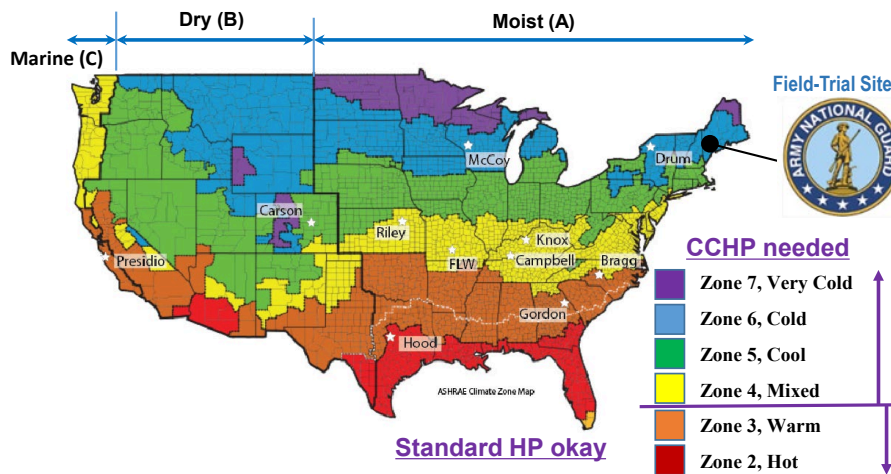 Dry (B)
Moist (A)
Marine (C)
Field-Trial Site
ARMY NATIONAL GUARD
McCoy
Drum
Carson
Riley
Knox
Presidio
FLW
Campbell
Bragg
Gordon
Hood
ASHRAE Climate Zone Map
Standard HP okay
CCHP needed
Zone 7, Very Cold
Zone 6, Cold
Zone 5, Cool
Zone 4, Mixed
Zone 3, Warm
Zone 2, Hot